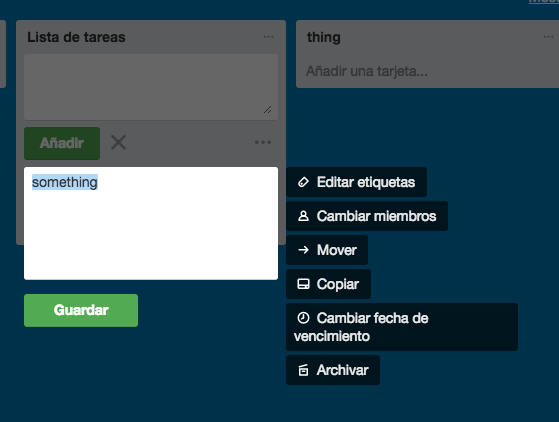 Lista de tareas
thing
Añadir una tarjeta...
Añadir
something
Editar etiquetas
Cambiar miembros
Mover
Copiar
Cambiar fecha de
vencimiento
Archivar
Guardar